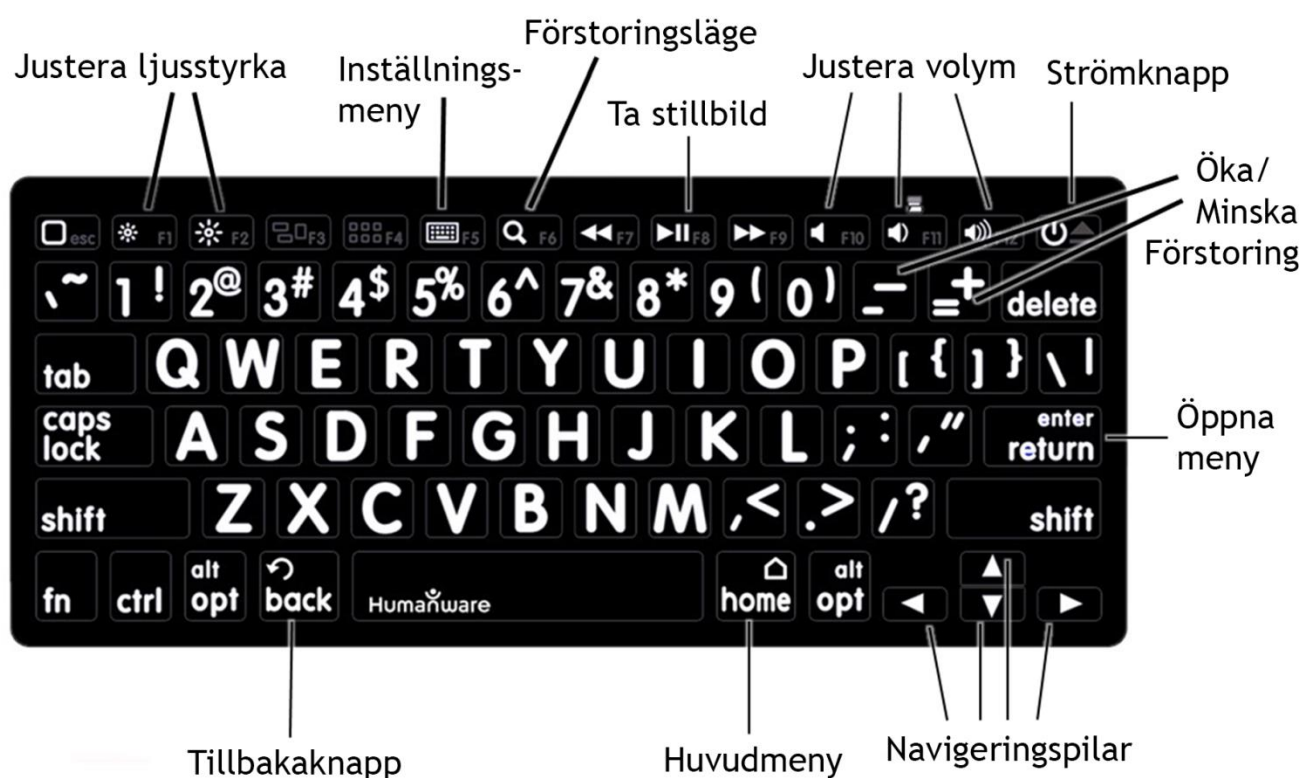 Förstoringsläge
Justera ljusstyrka
Inställnings-
meny
Justera volym
Strömknapp
Ta stillbild
Öka/
Minska
Förstoring
esc F1 F2 F3 F4 F5 F6 F7 F8 F9 F10 F11 F12
` ~ 1 ! 2 @ 3 # 4 $ 5 % 6 ^ 7 & 8 * 9 ( 0 ) - _ = + delete
tab Q W E R T Y U I O P [ { ] } \ |
caps
lock A S D F G H J K L ; : , " enter
return
Öppna
meny
shift Z X C V B N M , < . > / ? shift
fn ctrl alt
opt back HumanWare home alt
opt
Tillbakaknapp
Huvudmeny
Navigeringspilar